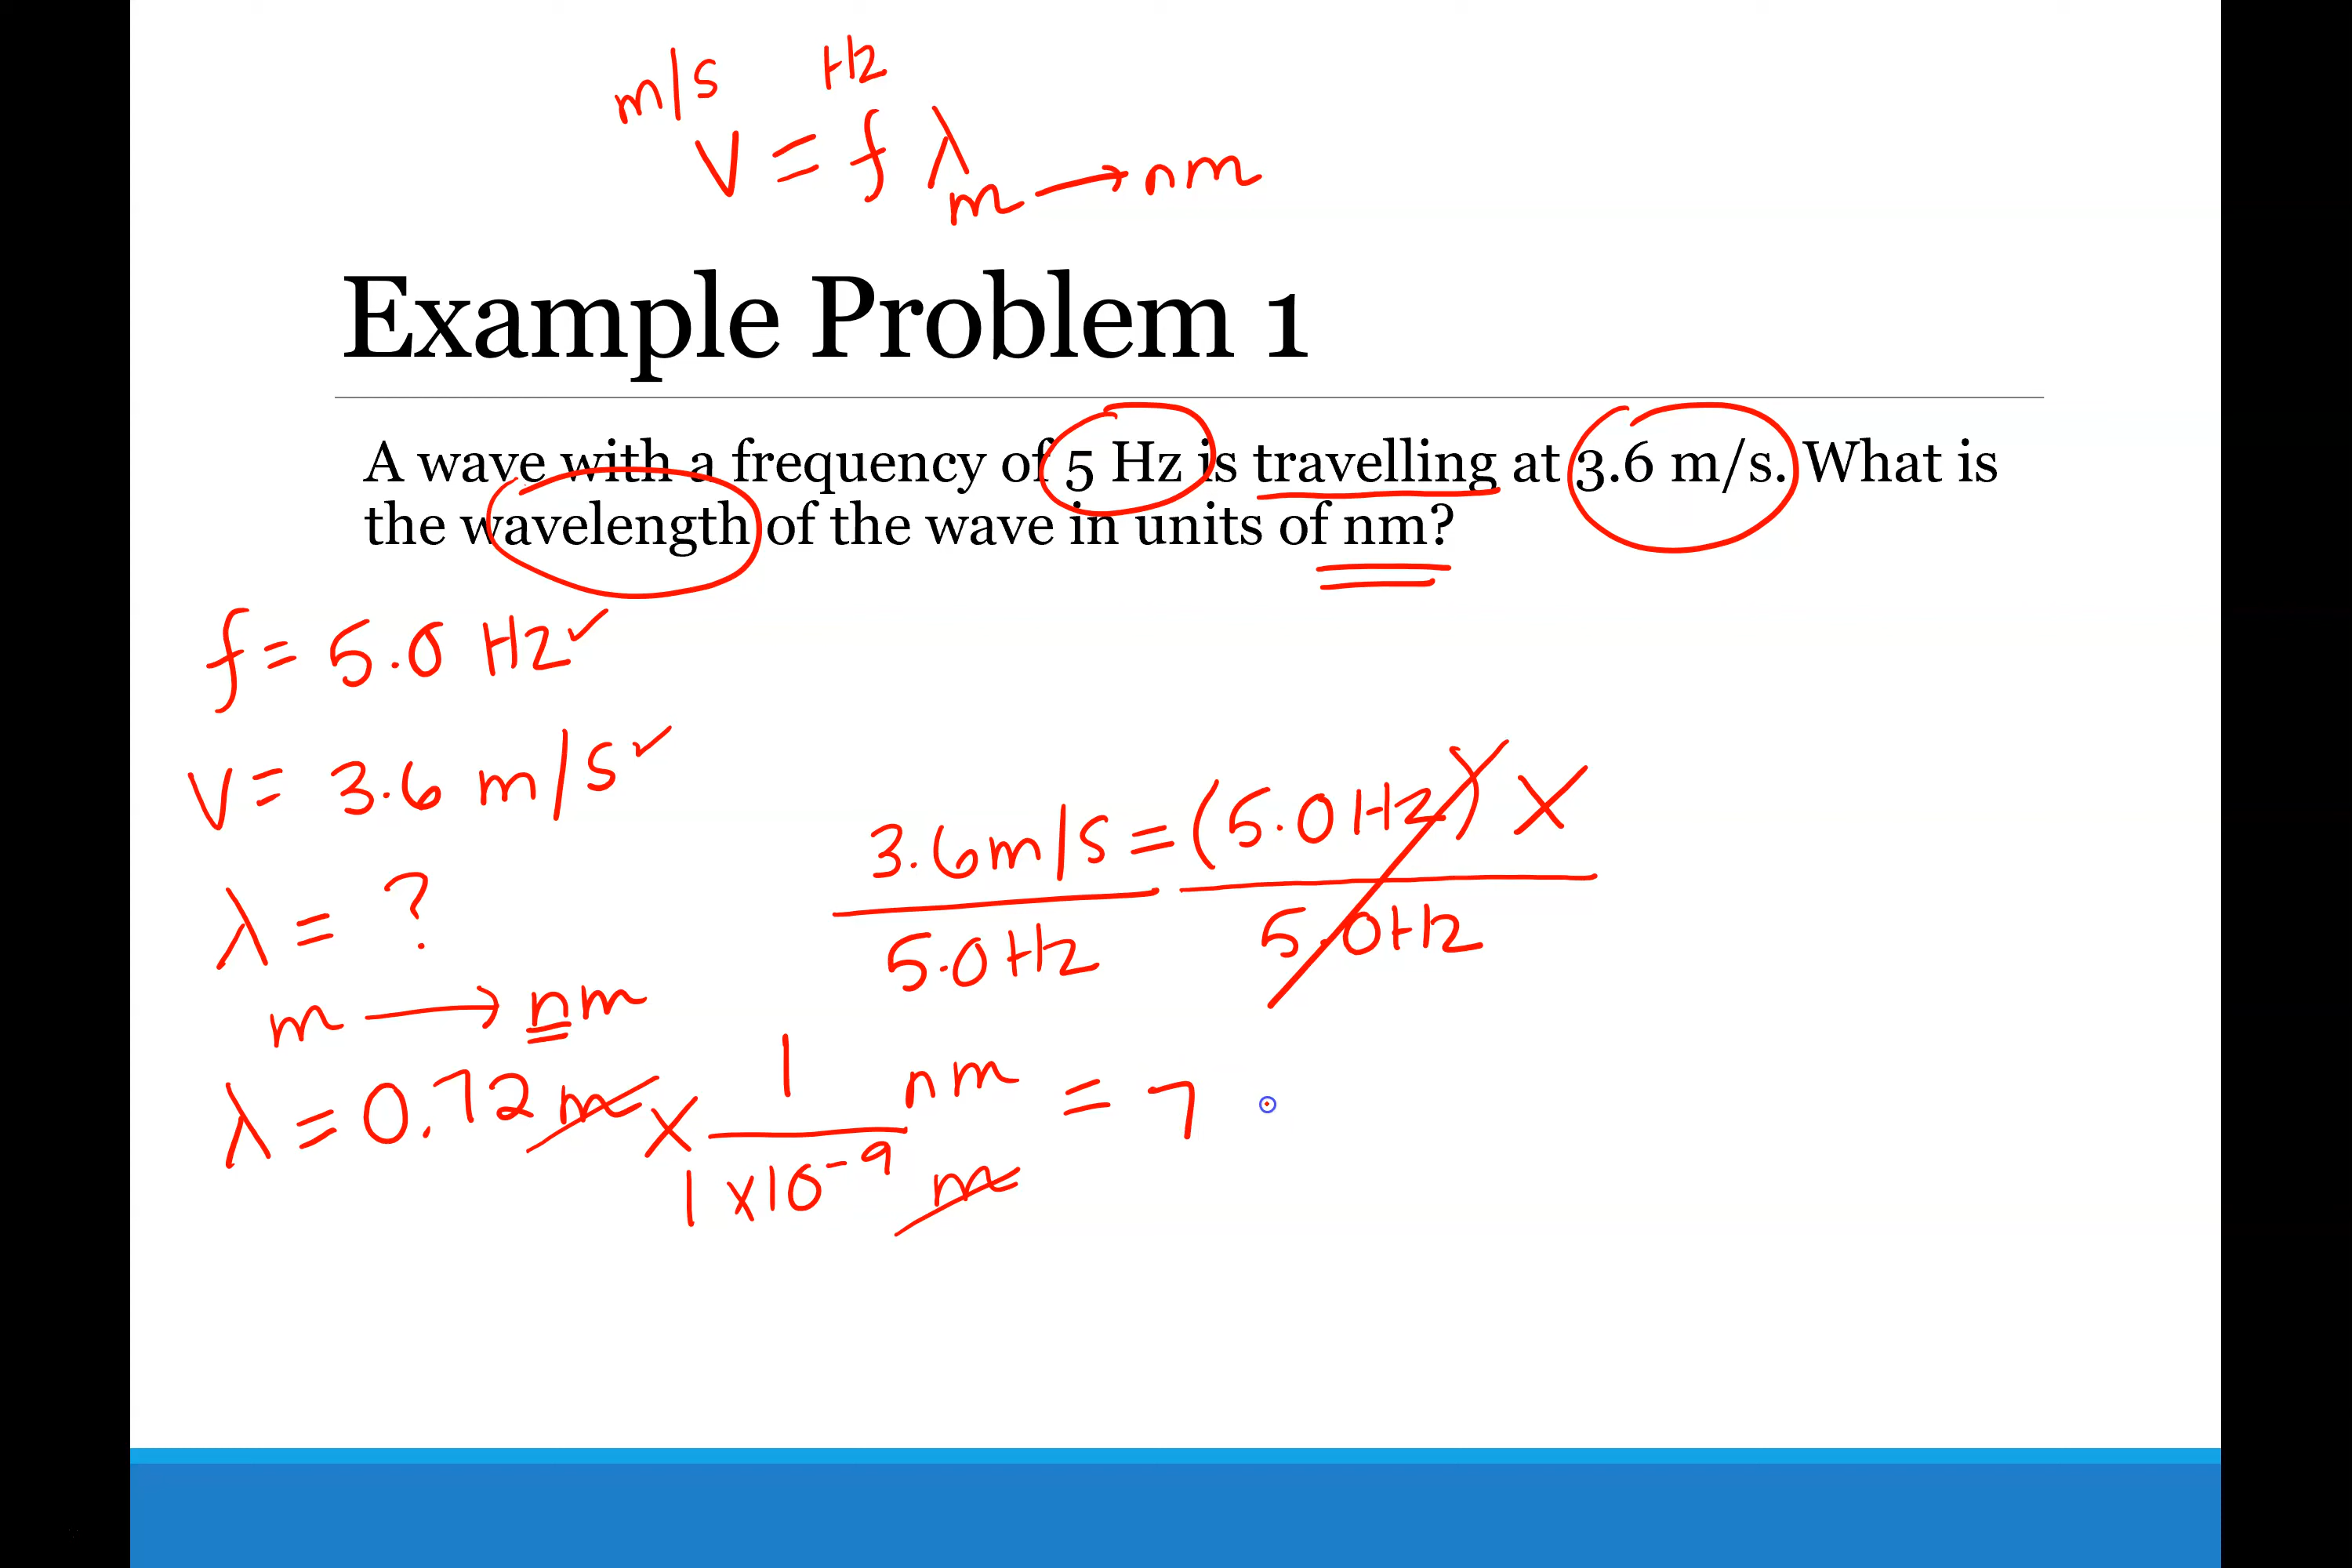 m/s Hz
v = f λ
m → nm
Example Problem 1
A wave with a frequency of 5 Hz is travelling at 3.6 m/s. What is
the wavelength of the wave in units of nm?
f = 5.0 Hz ✓
v = 3.6 m/s ✓
3.6 m/s = (5.0 Hz) x
5.0 Hz 5.0 Hz
λ = ?
m → nm
λ = 0.72 m x 1 nm = 7
1 x10⁻⁹ m